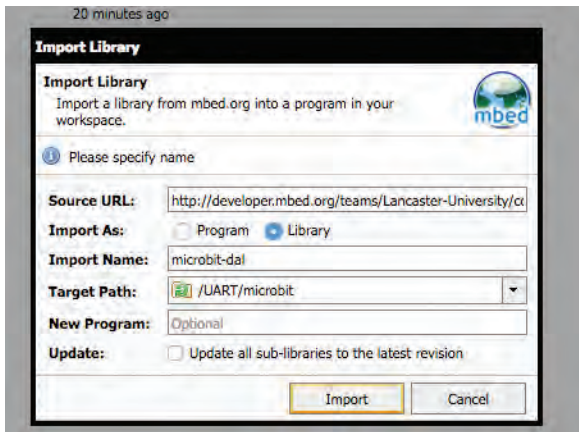 20 minutes ago
Import Library
Import Library
Import a library from mbed.org into a program in your
workspace.
mbed
Please specify name
Source URL: http://developer.mbed.org/teams/Lancaster-University/co
Import As: Program Library
Import Name: microbit-dal
Target Path: /UART/microbit
New Program: Optional
Update: Update all sub-libraries to the latest revision
Import Cancel